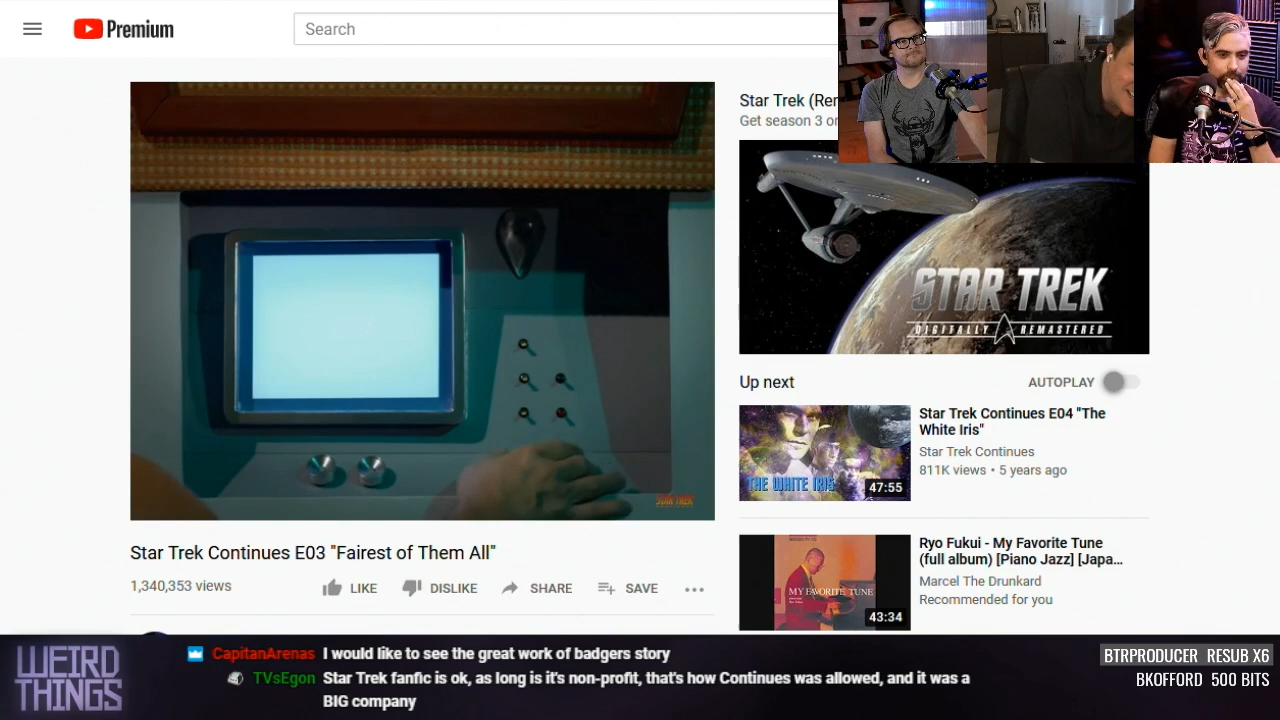 Premium
Search
Star Trek (Rem
Get season 3 or
STAR TREK
DIGITALLY REMASTERED
Up next
AUTOPLAY
THE WHITE IRIS
47:55
Star Trek Continues E04 "The
White Iris"
Star Trek Continues
811K views • 5 years ago
MY FAVORITE TUNE
43:34
Ryo Fukui - My Favorite Tune
(full album) [Piano Jazz] [Japa...
Marcel The Drunkard
Recommended for you
STAR TREK
Star Trek Continues E03 "Fairest of Them All"
1,340,353 views
LIKE
DISLIKE
SHARE
SAVE
WEIRD
THINGS
CapitanArenas I would like to see the great work of badgers story
TVsEgon Star Trek fanfic is ok, as long is it's non-profit, that's how Continues was allowed, and it was a
BIG company
BTRPRODUCER RESUB X6
BKOFFORD 500 BITS